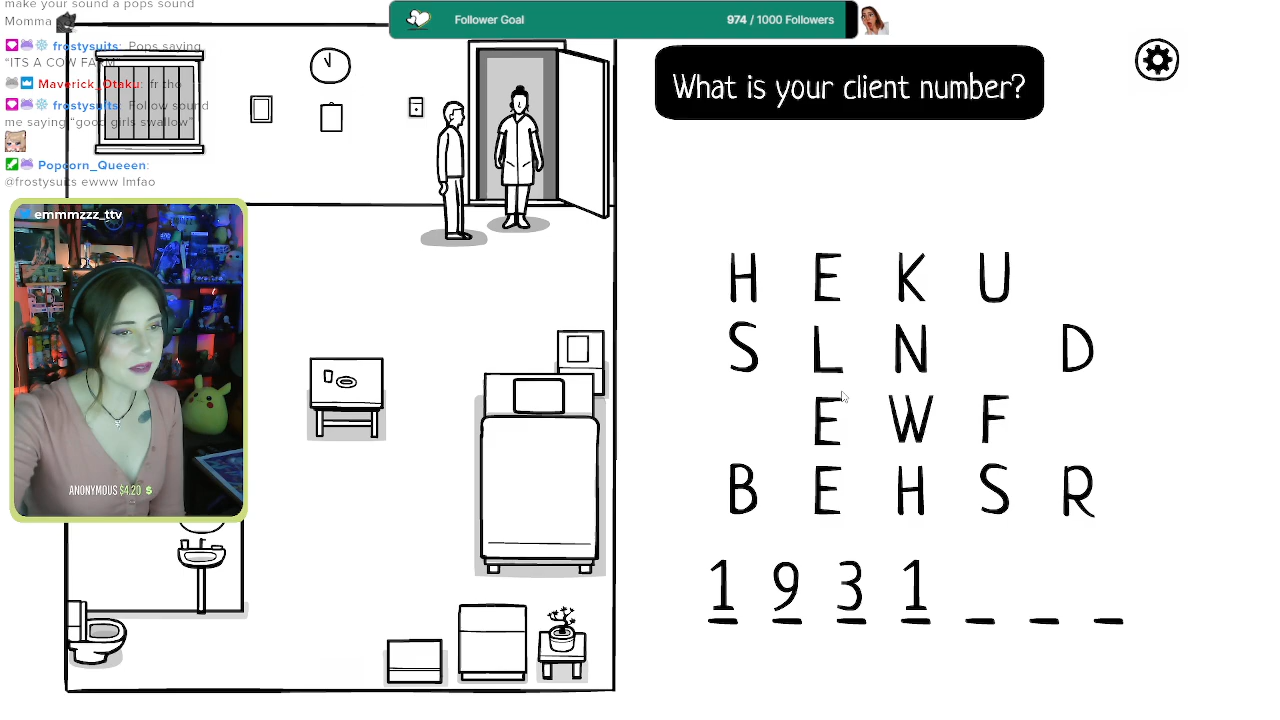 make your sound a pops sound
Momma
frostysuits: Pops saying
“ITS A COW FARM”
Maverick_Otaku: fr tho
frostysuits: Follow sound
me saying “good girls swallow”
Popcorn_Queeen:
@frostysuits ewww lmfao
Follower Goal 974 / 1000 Followers
emmmzzz_ttv
ANONYMOUS $4.20
What is your client number?
H E K U
S L N D
E W F
B E H S R
1 9 3 1 _ _ _